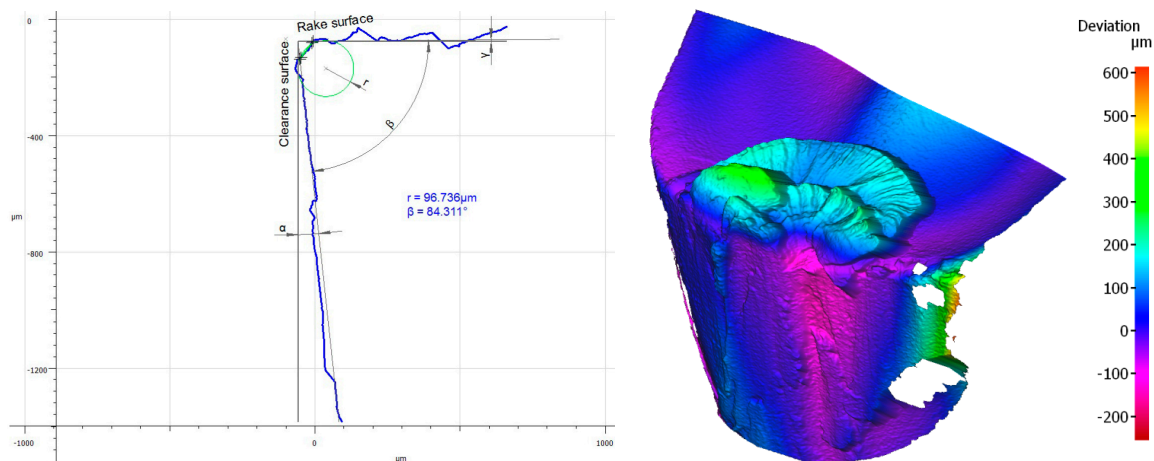 Rake surface
Clearance surface
r
β
γ
α
r = 96.736µm
β = 84.311°
0
-400
-800
-1200
µm
-1000
0
1000
µm
Deviation
µm
600
500
400
300
200
100
0
-100
-200